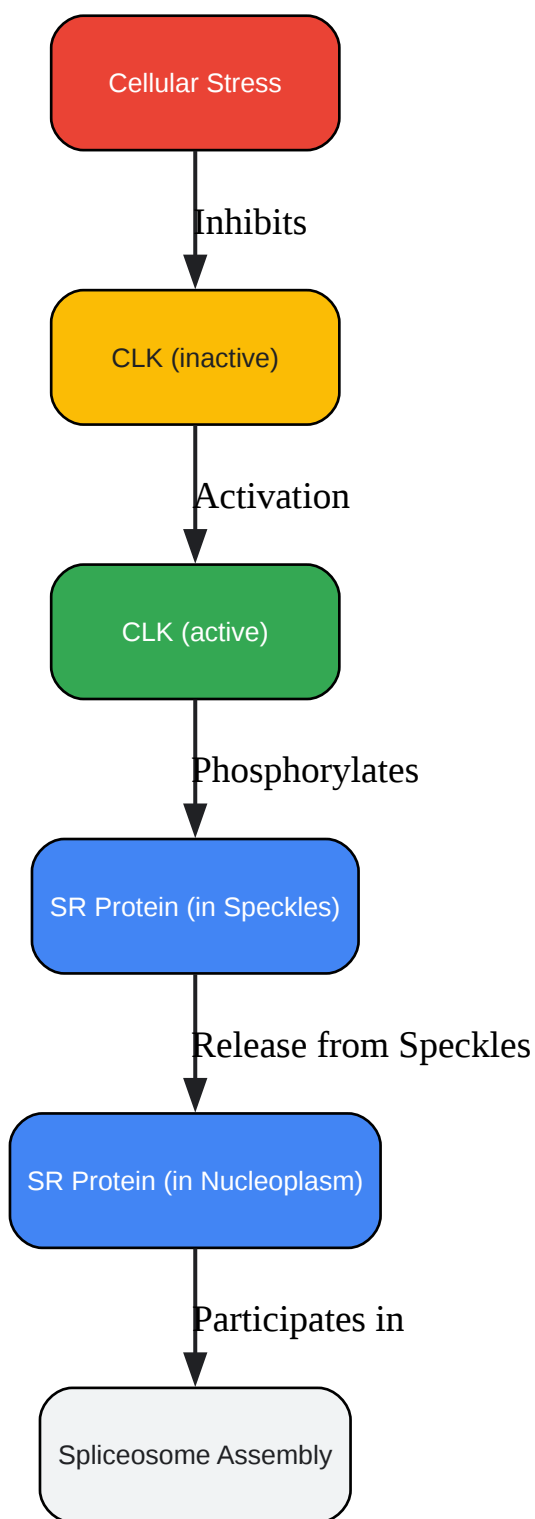 Cellular Stress
Inhibits
CLK (inactive)
Activation
CLK (active)
Phosphorylates
SR Protein (in Speckles)
Release from Speckles
SR Protein (in Nucleoplasm)
Participates in
Spliceosome Assembly